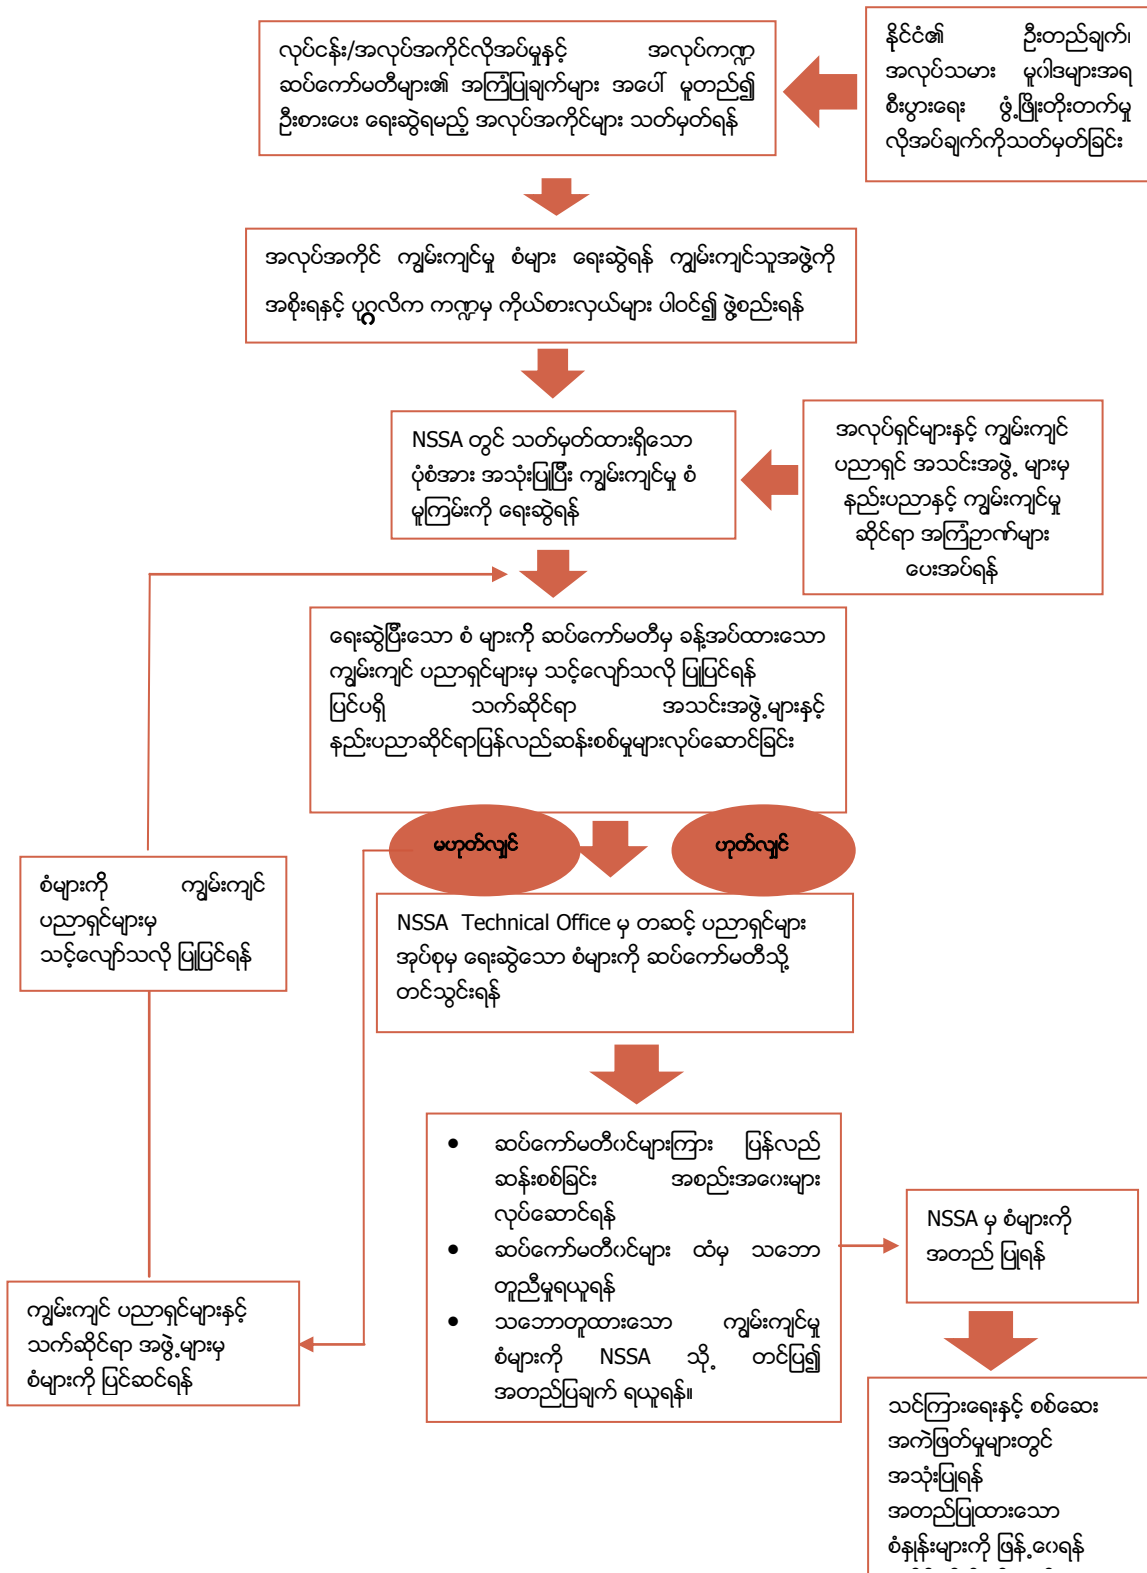 လုပ်ငန်း/အလုပ်အကိုင်လိုအပ်မှုနှင့် အလုပ်ကဏ္ဍ
ဆပ်ကော်မတီများ၏ အကြံပြုချက်များ အပေါ် မူတည်၍
ဦးစားပေး ရေးဆွဲရမည့် အလုပ်အကိုင်များ သတ်မှတ်ရန်
နိုင်ငံ၏ ဦးတည်ချက်၊
အလုပ်သမား မူဝါဒများအရ
စီးပွားရေး ဖွံ့ဖြိုးတိုးတက်မှု
လိုအပ်ချက်ကိုသတ်မှတ်ခြင်း
အလုပ်အကိုင် ကျွမ်းကျင်မှု စံများ ရေးဆွဲရန် ကျွမ်းကျင်သူအဖွဲ့ကို
အစိုးရနှင့် ပုဂ္ဂလိက ကဏ္ဍမှ ကိုယ်စားလှယ်များ ပါဝင်၍ ဖွဲ့စည်းရန်
NSSA တွင် သတ်မှတ်ထားရှိသော
ပုံစံအား အသုံးပြုပြီး ကျွမ်းကျင်မှု စံ
မူကြမ်းကို ရေးဆွဲရန်
အလုပ်ရှင်များနှင့် ကျွမ်းကျင်
ပညာရှင် အသင်းအဖွဲ့ များမှ
နည်းပညာနှင့် ကျွမ်းကျင်မှု
ဆိုင်ရာ အကြံဉာဏ်များ
ပေးအပ်ရန်
ရေးဆွဲပြီးသော စံ များကို ဆပ်ကော်မတီမှ ခန့်အပ်ထားသော
ကျွမ်းကျင် ပညာရှင်များမှ သင့်လျော်သလို ပြုပြင်ရန်
ပြင်ပရှိ သက်ဆိုင်ရာ အသင်းအဖွဲ့များနှင့်
နည်းပညာဆိုင်ရာပြန်လည်ဆန်းစစ်မှုများလုပ်ဆောင်ခြင်း
မဟုတ်လျှင်
ဟုတ်လျှင်
စံများကို ကျွမ်းကျင်
ပညာရှင်များမှ
သင့်လျော်သလို ပြုပြင်ရန်
NSSA Technical Office မှ တဆင့် ပညာရှင်များ
အုပ်စုမှ ရေးဆွဲသော စံများကို ဆပ်ကော်မတီသို့
တင်သွင်းရန်
• ဆပ်ကော်မတီဝင်များကြား ပြန်လည်
ဆန်းစစ်ခြင်း အစည်းအဝေးများ
လုပ်ဆောင်ရန်
• ဆပ်ကော်မတီဝင်များ ထံမှ သဘော
တူညီမှုရယူရန်
• သဘောတူထားသော ကျွမ်းကျင်မှု
စံများကို NSSA သို့ တင်ပြ၍
အတည်ပြုချက် ရယူရန်။
NSSA မှ စံများကို
အတည် ပြုရန်
ကျွမ်းကျင် ပညာရှင်များနှင့်
သက်ဆိုင်ရာ အဖွဲ့များမှ
စံများကို ပြင်ဆင်ရန်
သင်ကြားရေးနှင့် စစ်ဆေး
အကဲဖြတ်မှုများတွင်
အသုံးပြုရန်
အတည်ပြုထားသော
စံနှုန်းများကို ဖြန့်ဝေရန်